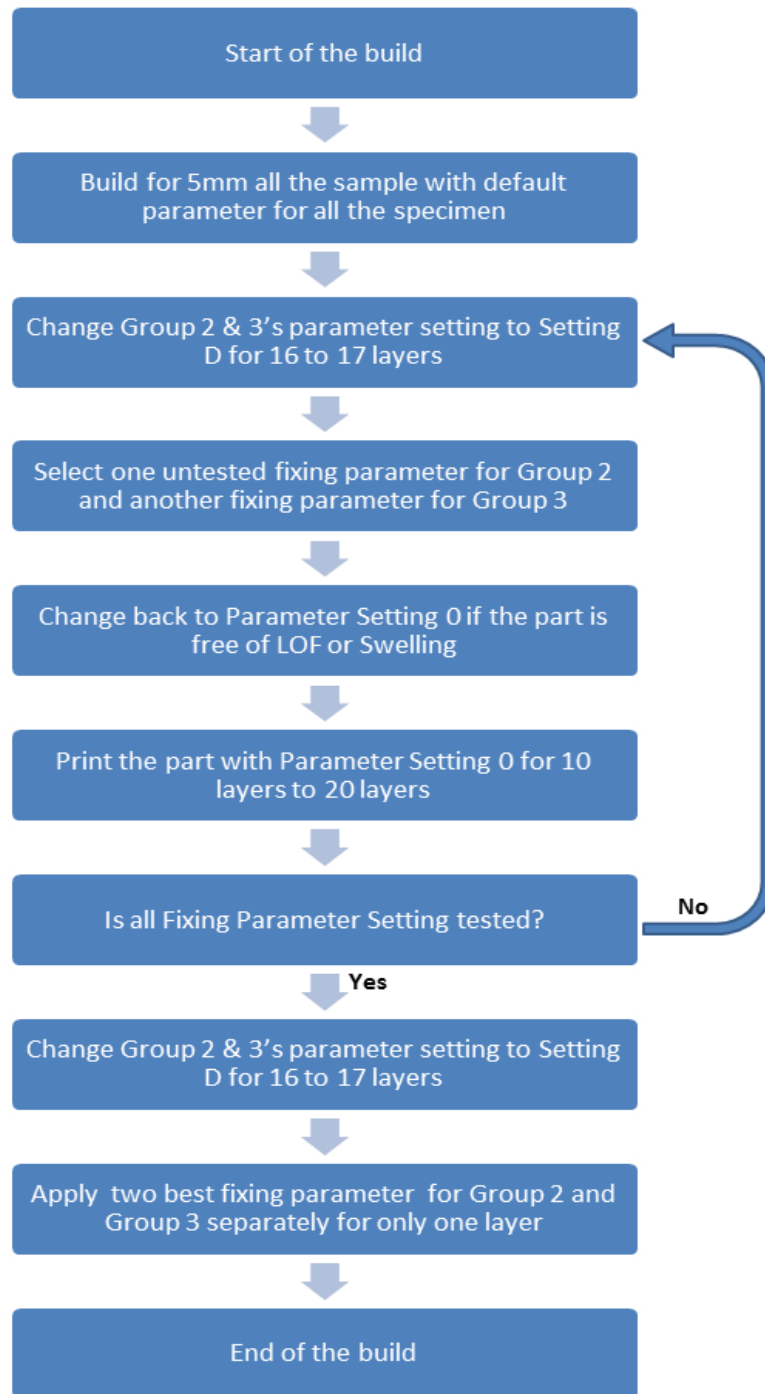 Start of the build
Build for 5mm all the sample with default
parameter for all the specimen
Change Group 2 & 3's parameter setting to Setting
D for 16 to 17 layers
Select one untested fixing parameter for Group 2
and another fixing parameter for Group 3
Change back to Parameter Setting 0 if the part is
free of LOF or Swelling
Print the part with Parameter Setting 0 for 10
layers to 20 layers
Is all Fixing Parameter Setting tested?
No
Yes
Change Group 2 & 3's parameter setting to Setting
D for 16 to 17 layers
Apply two best fixing parameter for Group 2 and
Group 3 separately for only one layer
End of the build